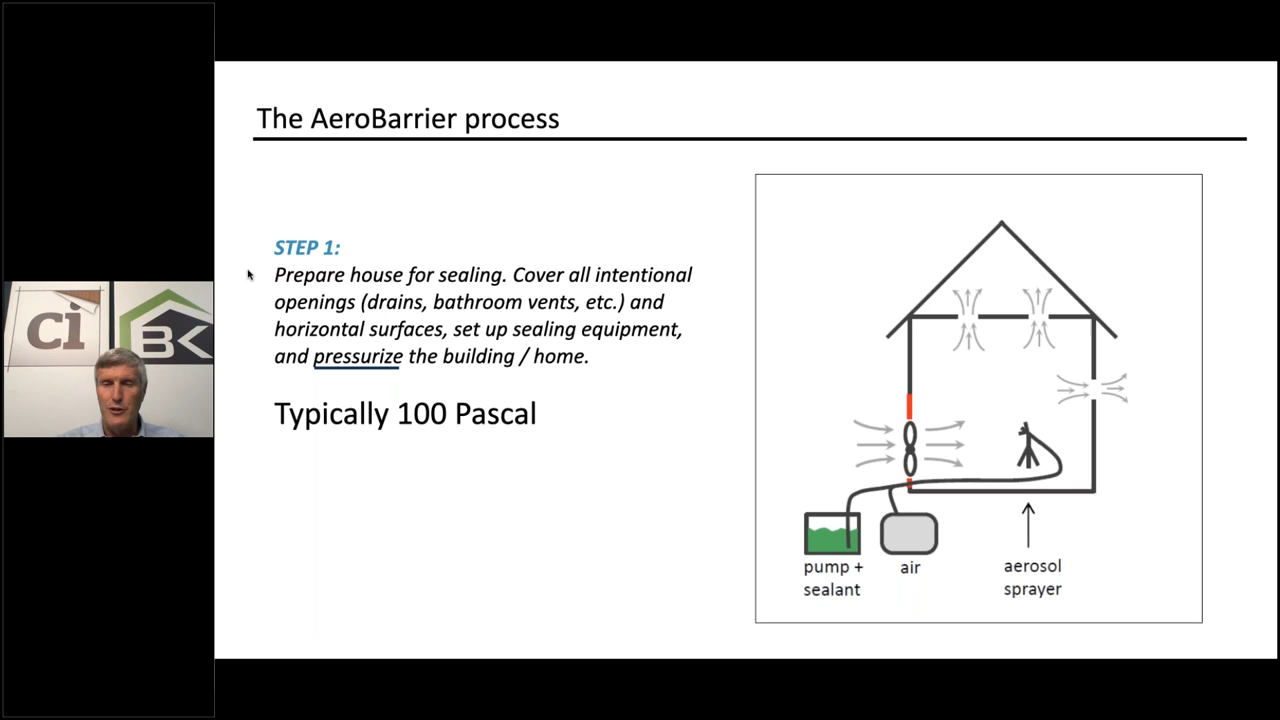 The AeroBarrier process
STEP 1:
Prepare house for sealing. Cover all intentional
openings (drains, bathroom vents, etc.) and
horizontal surfaces, set up sealing equipment,
and pressurize the building / home.
Typically 100 Pascal
pump +
sealant
air
aerosol
sprayer
ci
BK